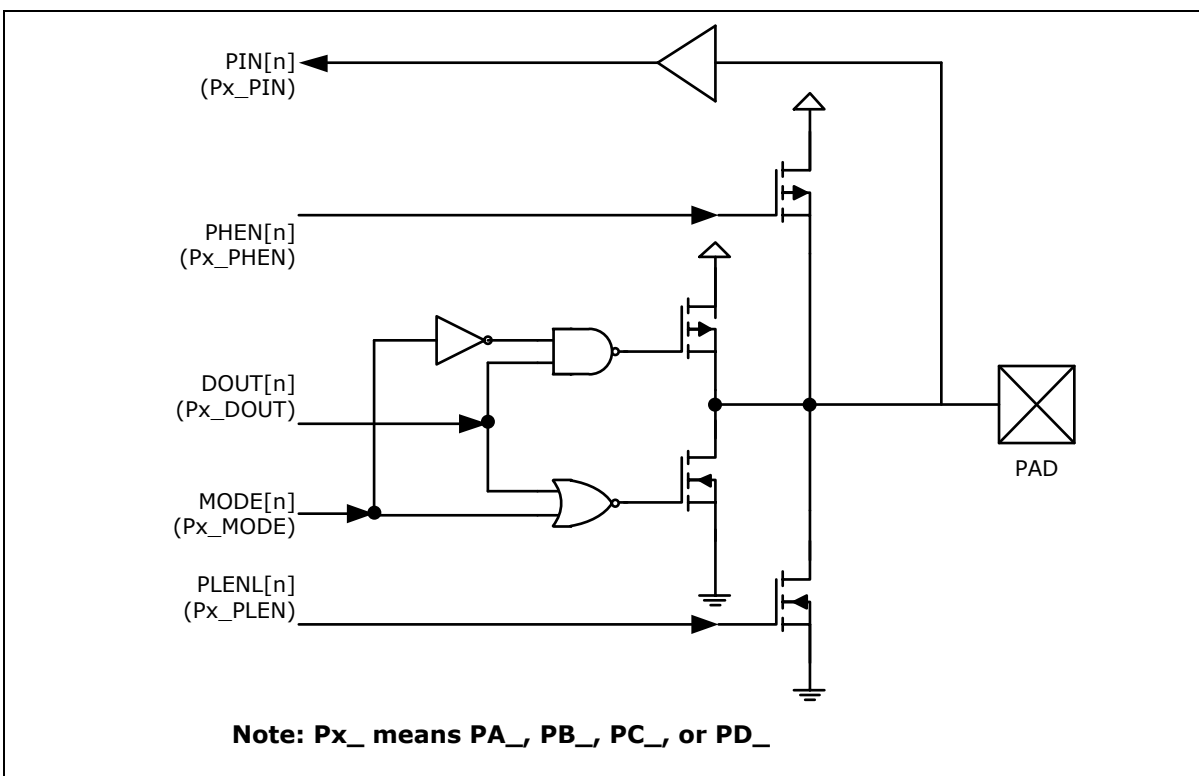 PIN[n]
(Px_PIN)
PHEN[n]
(Px_PHEN)
DOUT[n]
(Px_DOUT)
PAD
MODE[n]
(Px_MODE)
PLENL[n]
(Px_PLEN)
Note: Px_ means PA_, PB_, PC_, or PD_